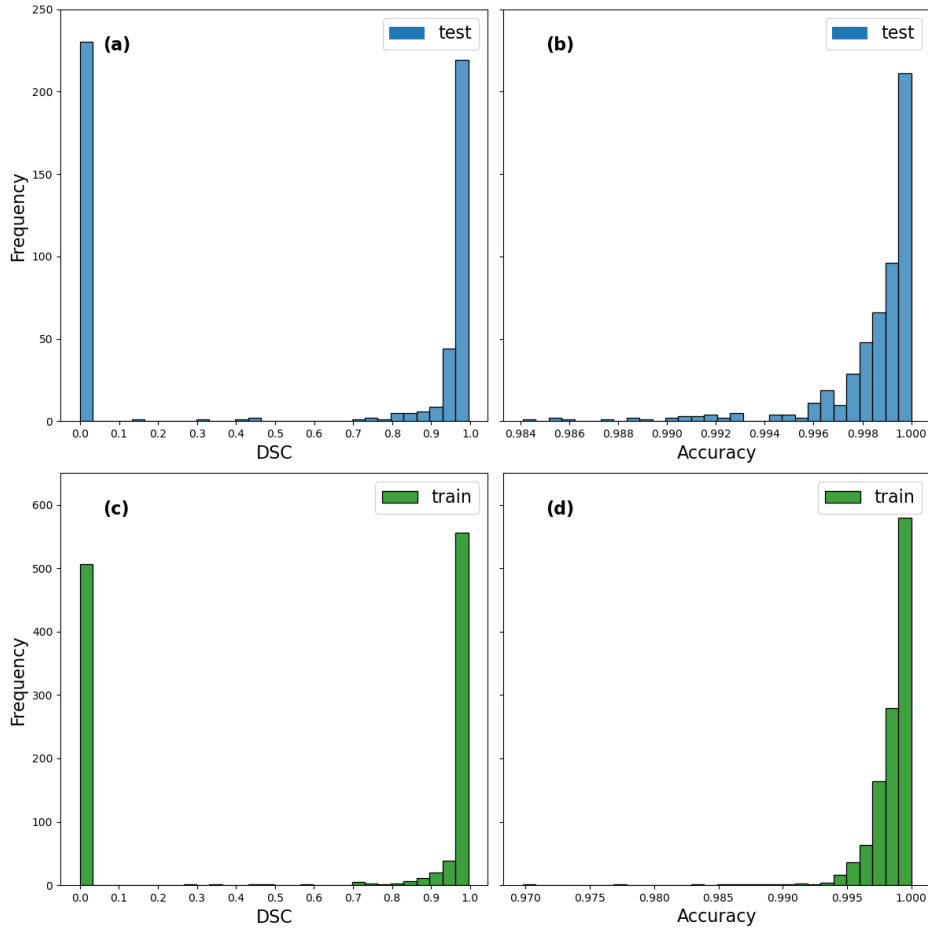 250
200
150
100
50
0
Frequency
(a)
test
0.0 0.1 0.2 0.3 0.4 0.5 0.6 0.7 0.8 0.9 1.0
DSC
(b)
test
0.984 0.986 0.988 0.990 0.992 0.994 0.996 0.998 1.000
Accuracy
600
500
400
300
200
100
0
Frequency
(c)
train
0.0 0.1 0.2 0.3 0.4 0.5 0.6 0.7 0.8 0.9 1.0
DSC
(d)
train
0.970 0.975 0.980 0.985 0.990 0.995 1.000
Accuracy